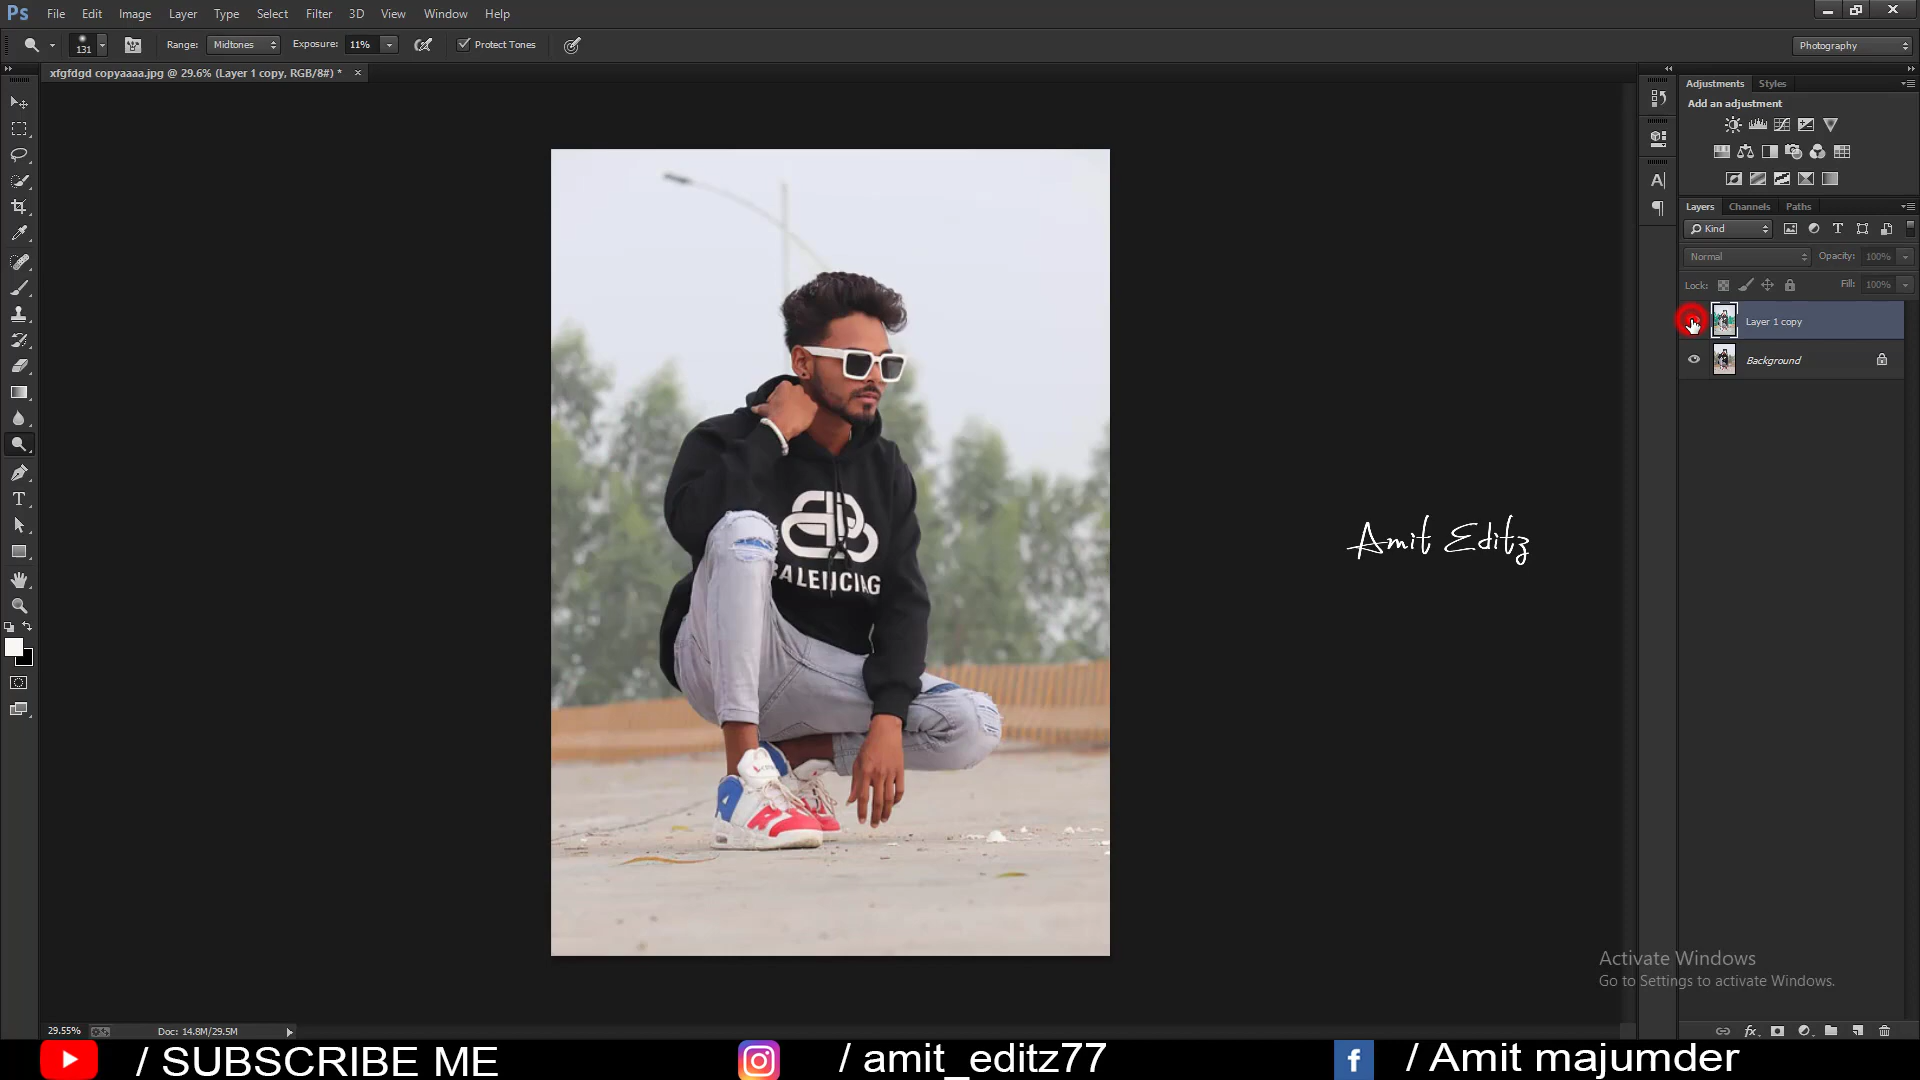 Ps File Edit Image Layer Type Select Filter 3D View Window Help
131 Range: Midtones Exposure: 11% Protect Tones Photography
xfgfdgd copyaaaa.jpg @ 29.6% (Layer 1 copy, RGB/8#) * ×
Adjustments Styles
Add an adjustment
Layers Channels Paths
Kind
Normal Opacity: 100%
Lock: Fill: 100%
Layer 1 copy
Background
BALENCIAG
Amit Editz
Activate Windows
Go to Settings to activate Windows.
29.55% Doc: 14.8M/29.5M
/ SUBSCRIBE ME / amit_editz77 / Amit majumder